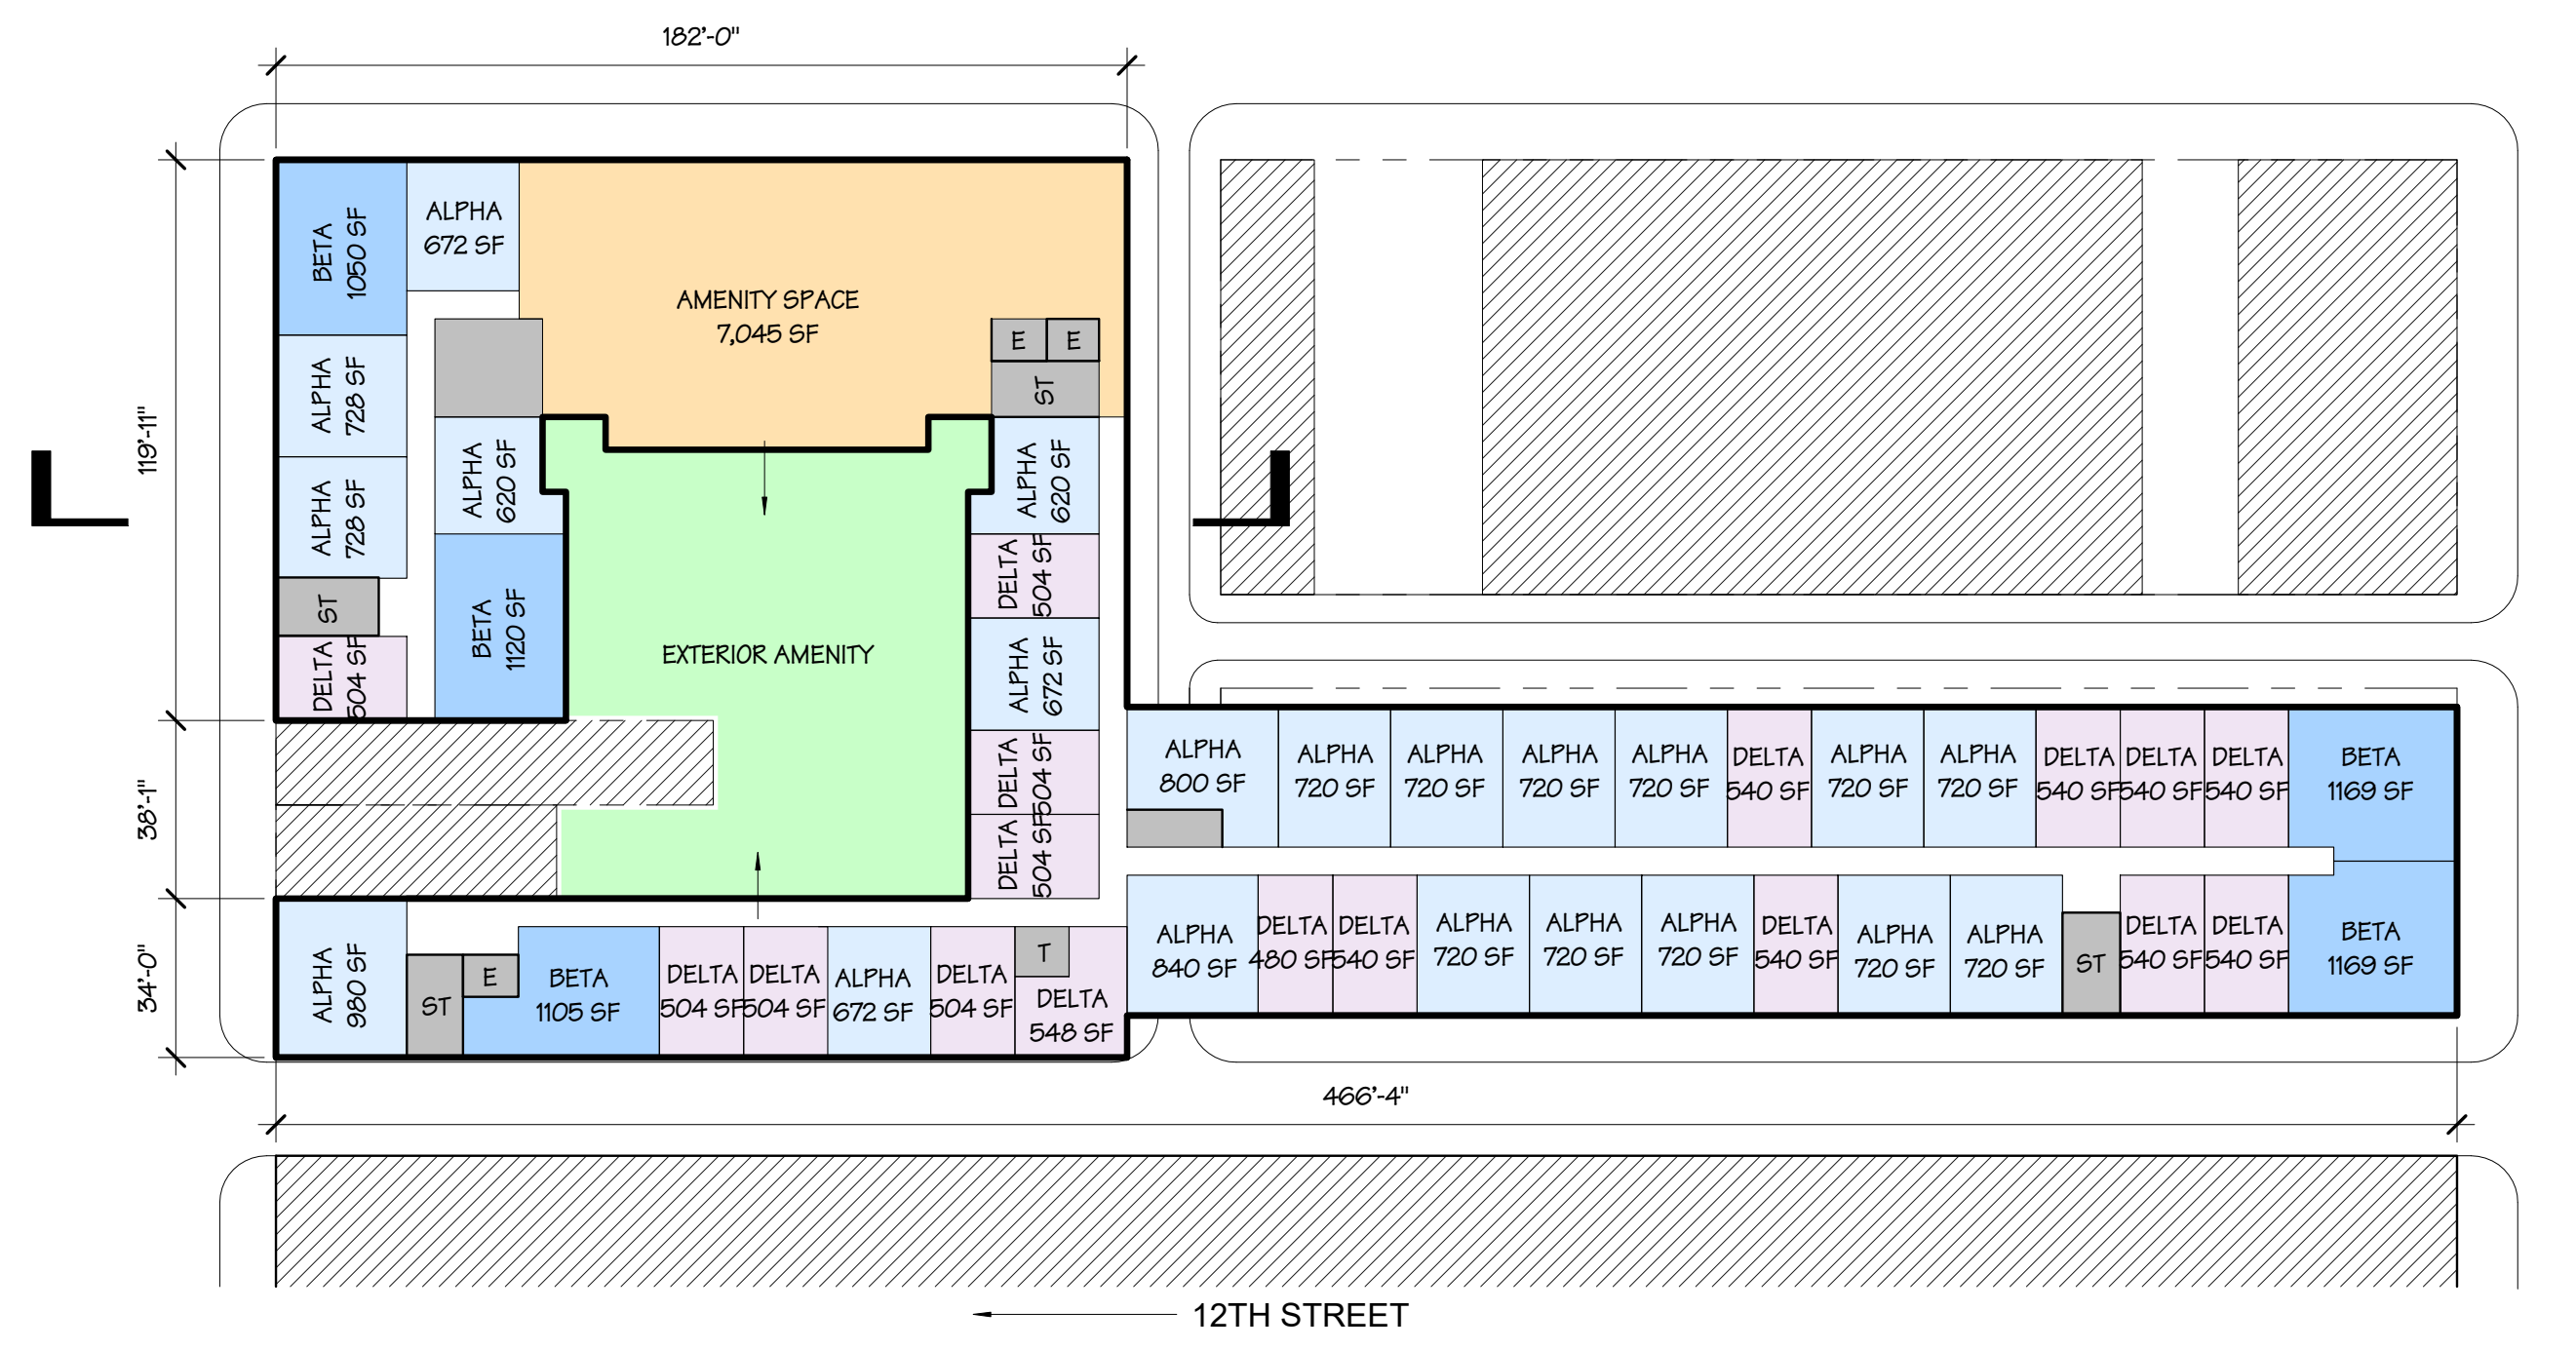 182'-0"
BETA
1050 SF
ALPHA
672 SF
AMENITY SPACE
7,045 SF
E
E
ST
119'-11"
ALPHA
728 SF
ALPHA
728 SF
ST
DELTA
504 SF
ALPHA
620 SF
BETA
1120 SF
EXTERIOR AMENITY
ALPHA
620 SF
DELTA
504 SF
ALPHA
672 SF
DELTA
504 SF
DELTA
504 SF
38'-1"
ALPHA
800 SF
ALPHA
720 SF
ALPHA
720 SF
ALPHA
720 SF
ALPHA
720 SF
DELTA
540 SF
ALPHA
720 SF
ALPHA
720 SF
DELTA
540 SF
DELTA
540 SF
DELTA
540 SF
BETA
1169 SF
34'-0"
ALPHA
980 SF
ST
E
BETA
1105 SF
DELTA
504 SF
DELTA
504 SF
ALPHA
672 SF
DELTA
504 SF
T
DELTA
548 SF
ALPHA
840 SF
DELTA
480 SF
DELTA
540 SF
ALPHA
720 SF
ALPHA
720 SF
ALPHA
720 SF
DELTA
540 SF
ALPHA
720 SF
ALPHA
720 SF
ST
DELTA
540 SF
DELTA
540 SF
BETA
1169 SF
466'-4"
12TH STREET